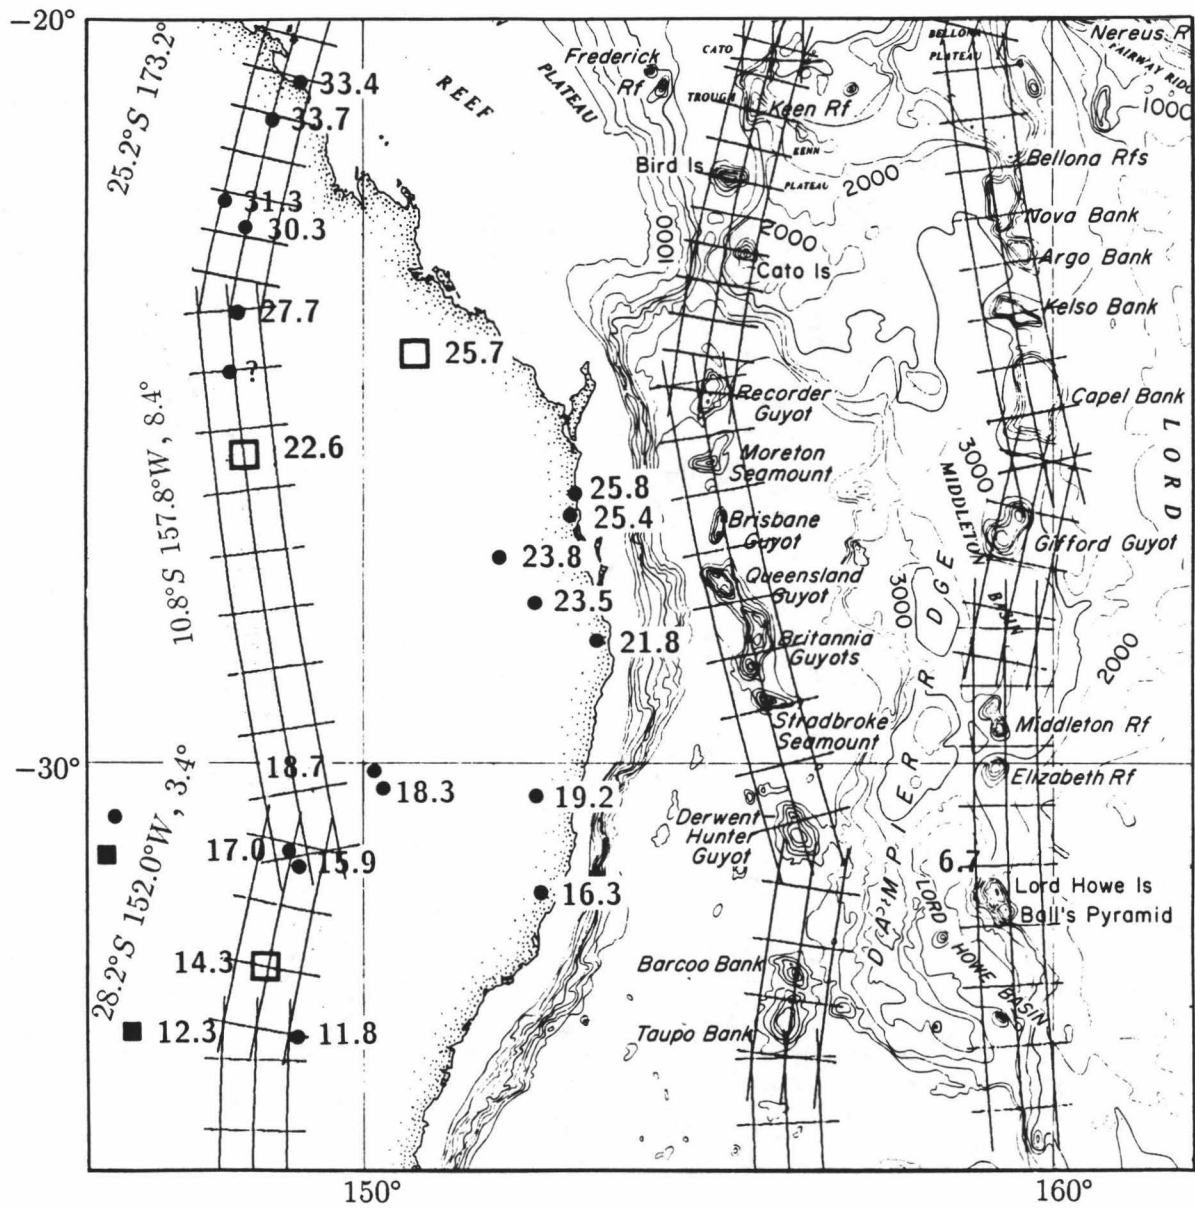 −20°
25.2°S 173.2°
33.4
33.7
31.3
30.3
27.7
?
25.7
22.6
10.8°S 157.8°W, 8.4°
25.8
25.4
23.8
23.5
21.8
−30°
18.7
18.3
19.2
17.0
15.9
16.3
28.2°S 152.0°W, 3.4°
14.3
12.3
11.8
REEF
PLATEAU
Frederick
Rf
CATO
TROUGH
Keen Rf
KENN
PLATEAU
Bird Is
1000
2000
2000
Cato Is
BELLONA
PLATEAU
Nereus R
FAIRWAY RIDG
1000
Bellona Rfs
Nova Bank
Argo Bank
Kelso Bank
Capel Bank
LORD
Recorder
Guyot
Moreton
Seamount
Brisbane
Guyot
Queensland
Guyot
Britannia
Guyots
Stradbroke
Seamount
Derwent
Hunter
Guyot
Barcoo Bank
Taupo Bank
3000
MIDDLETON
BASIN
Gifford Guyot
3000
2000
DAMPIER RDGE
Middleton Rf
Elizabeth Rf
6.7
Lord Howe Is
Ball's Pyramid
LORD
HOWE
BASIN
150°
160°